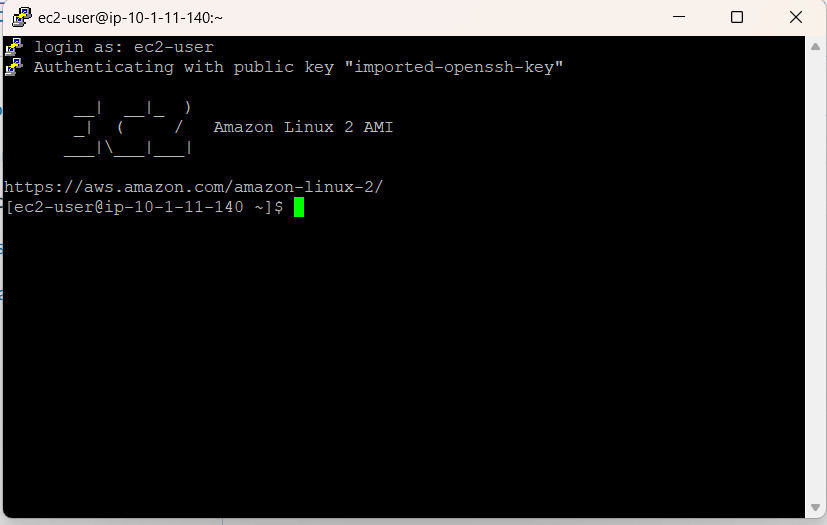 ec2-user@ip-10-1-11-140:~
login as: ec2-user
Authenticating with public key "imported-openssh-key"
       __|  __|_  )
       _|  (     /   Amazon Linux 2 AMI
      ___|\___|___|
https://aws.amazon.com/amazon-linux-2/
[ec2-user@ip-10-1-11-140 ~]$